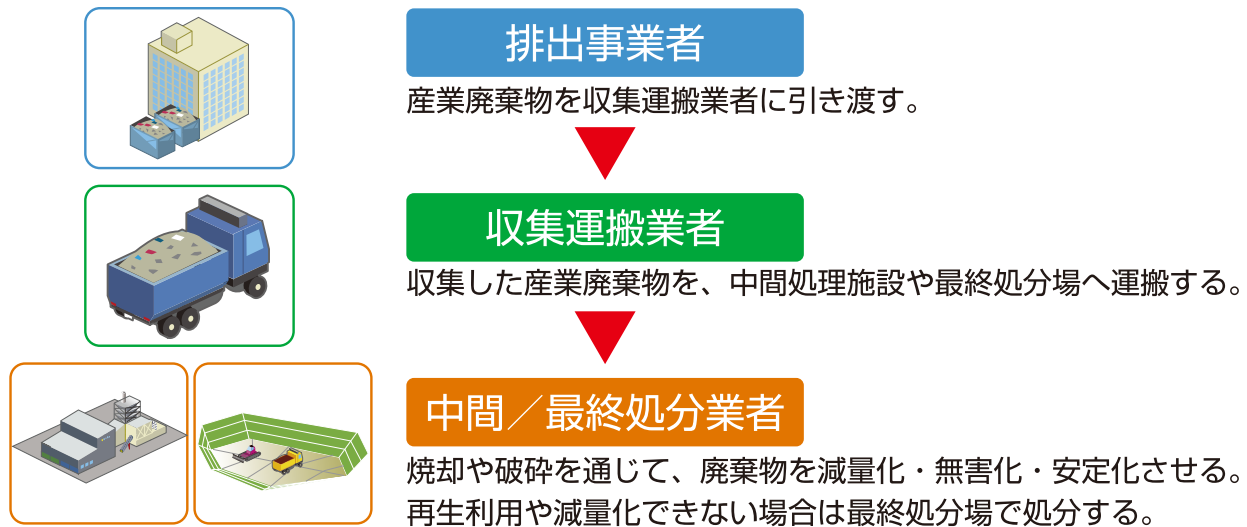 排出事業者
産業廃棄物を収集運搬業者に引き渡す。
収集運搬業者
収集した産業廃棄物を、中間処理施設や最終処分場へ運搬する。
中間／最終処分業者
焼却や破砕を通じて、廃棄物を減量化・無害化・安定化させる。
再生利用や減量化できない場合は最終処分場で処分する。